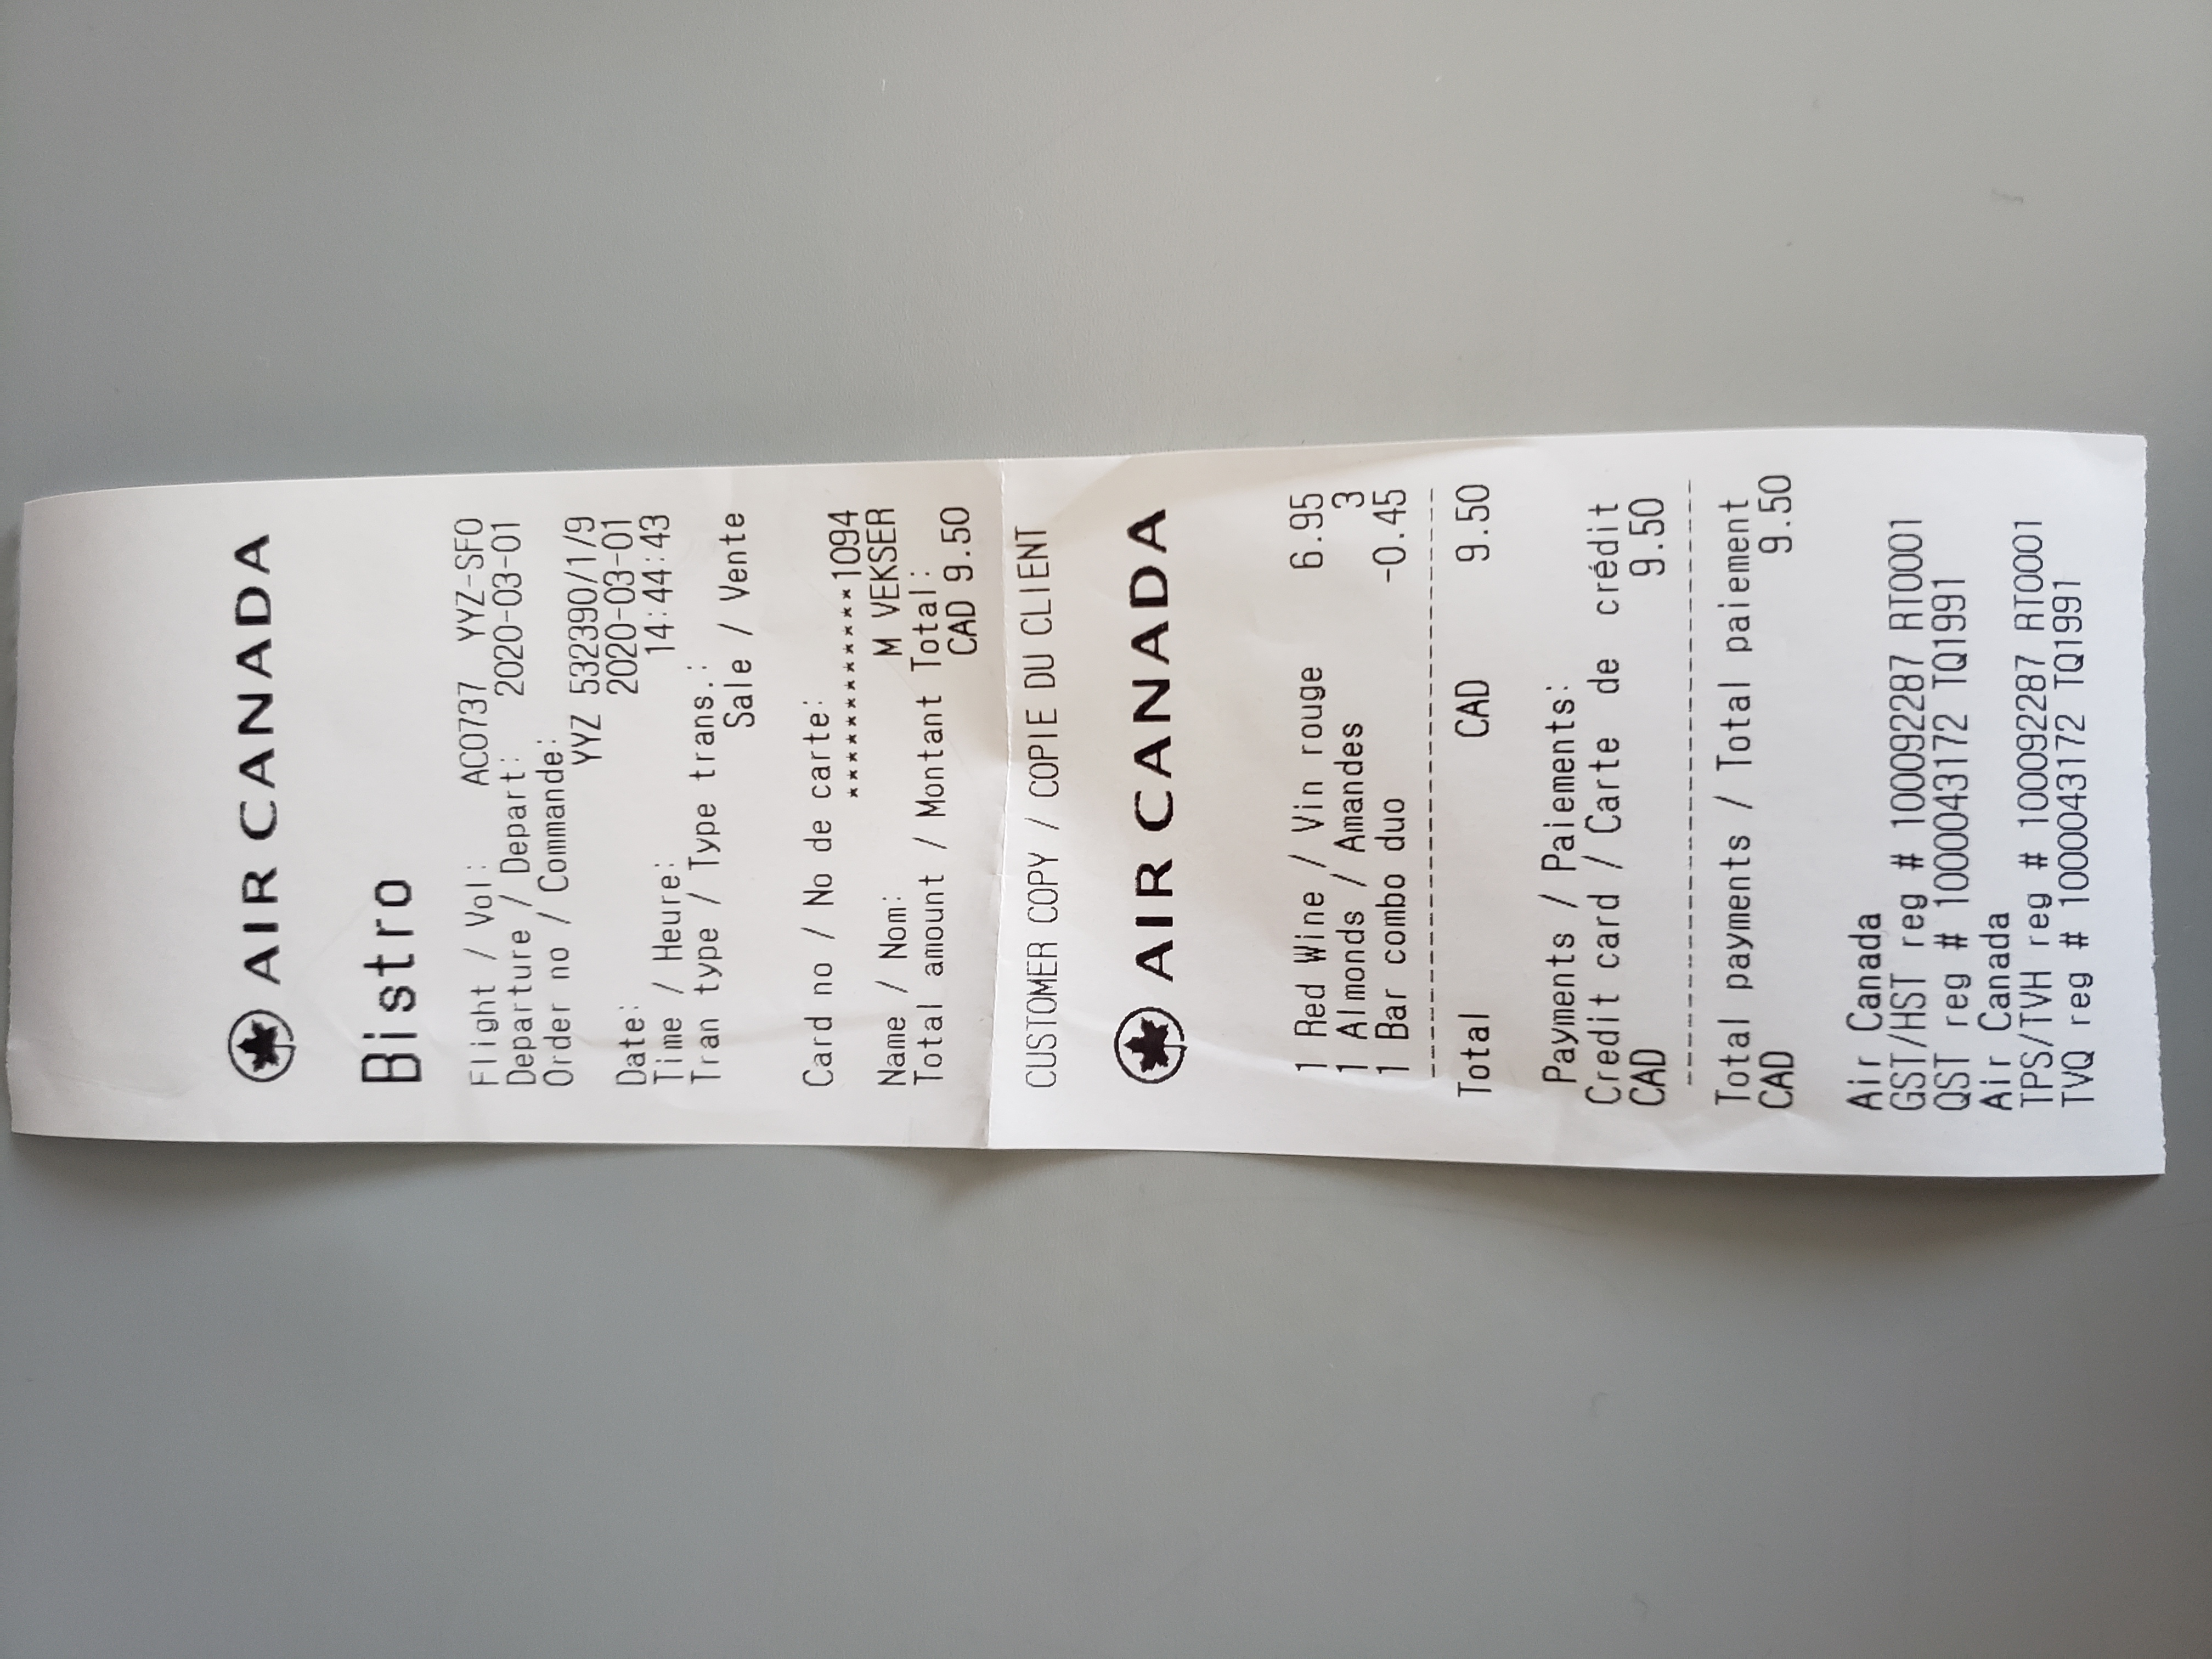 AIR CANADA
Bistro
Flight / Vol: AC0737 YYZ-SFO
Departure / Depart: 2020-03-01
Order no / Commande:
YYZ 532390/1/9
Date: 2020-03-01
Time / Heure: 14:44:43
Tran type / Type trans.:
Sale / Vente
Card no / No de carte:
************1094
Name / Nom: M VEKSER
Total amount / Montant Total:
CAD 9.50
CUSTOMER COPY / COPIE DU CLIENT
AIR CANADA
1 Red Wine / Vin rouge 6.95
1 Almonds / Amandes 3
1 Bar combo duo -0.45
--------------------------------
Total CAD 9.50
Payments / Paiements:
Credit card / Carte de crédit
CAD 9.50
--------------------------------
Total payments / Total paiement
CAD 9.50
Air Canada
GST/HST reg # 100092287 RT0001
QST reg # 1000043172 TQ1991
Air Canada
TPS/TVH reg # 100092287 RT0001
TVQ reg # 1000043172 TQ1991